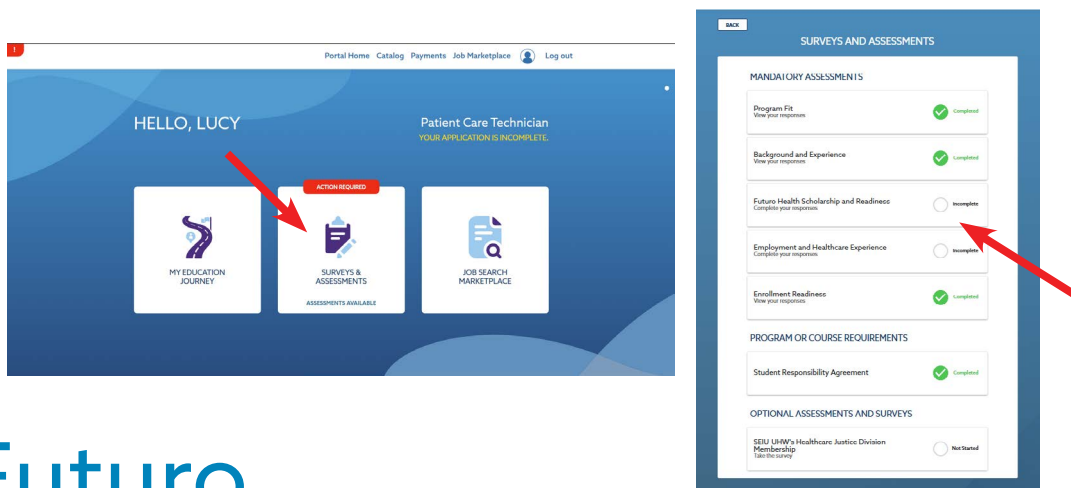 !
Portal Home Catalog Payments Job Marketplace Log out
HELLO, LUCY
Patient Care Technician
YOUR APPLICATION IS INCOMPLETE.
ACTION REQUIRED
MY EDUCATION
JOURNEY
SURVEYS &
ASSESSMENTS
ASSESSMENTS AVAILABLE
JOB SEARCH
MARKETPLACE
BACK
SURVEYS AND ASSESSMENTS
MANDATORY ASSESSMENTS
Program Fit
View your responses
Completed
Background and Experience
View your responses
Completed
Futuro Health Scholarship and Readiness
Complete your responses
Incomplete
Employment and Healthcare Experience
Complete your responses
Incomplete
Enrollment Readiness
View your responses
Completed
PROGRAM OR COURSE REQUIREMENTS
Student Responsibility Agreement
Completed
OPTIONAL ASSESSMENTS AND SURVEYS
SEIU UHW's Healthcare Justice Division
Membership
Take the survey
Not Started
Futuro